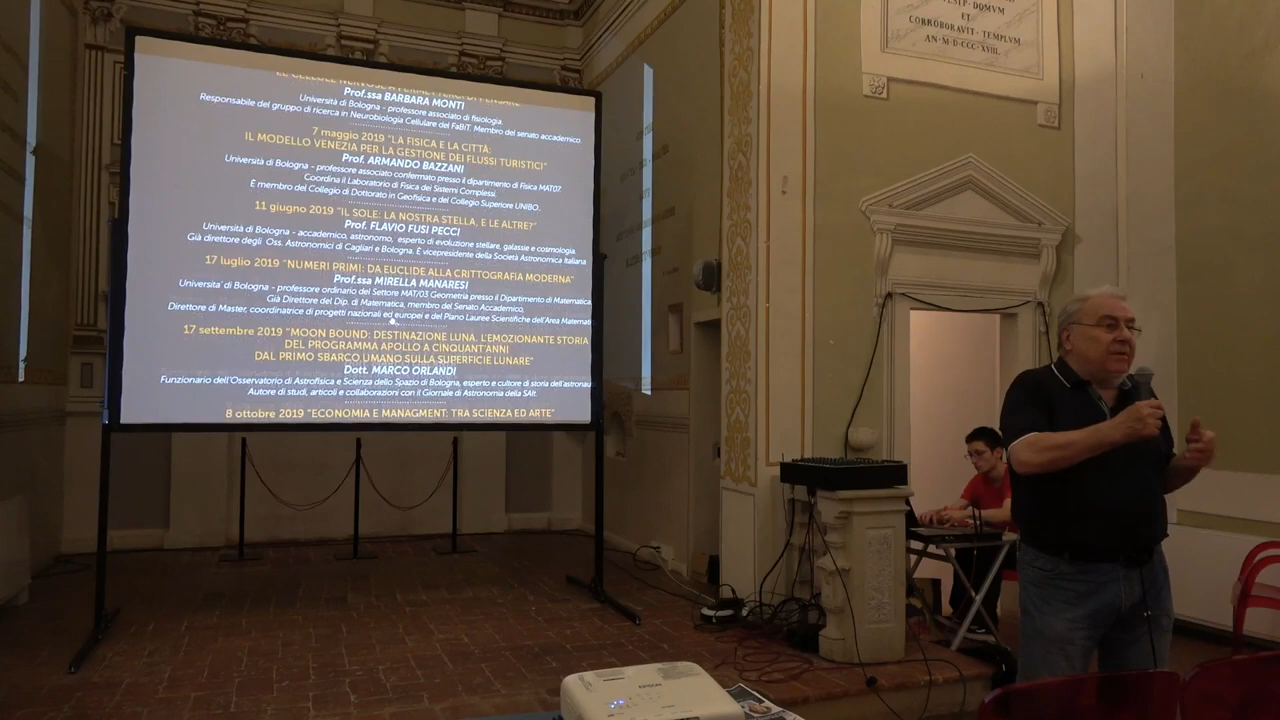 LE CELLULE NERVOSE A
Prof.ssa BARBARA MONTI
Università di Bologna - professore associato di fisiologia.
Responsabile del gruppo di ricerca in Neurobiologia Cellulare del FaBiT. Membro del senato accademico.
7 maggio 2019 "LA FISICA E LA CITTÀ:
IL MODELLO VENEZIA PER LA GESTIONE DEI FLUSSI TURISTICI"
Prof. ARMANDO BAZZANI
Università di Bologna - professore associato confermato presso il dipartimento di Fisica MAT07
Coordina il Laboratorio di Fisica dei Sistemi Complessi.
È membro del Collegio di Dottorato in Geofisica e del Collegio Superiore UNIBO.
11 giugno 2019 "IL SOLE: LA NOSTRA STELLA, E LE ALTRE?"
Prof. FLAVIO FUSI PECCI
Università di Bologna - accademico, astronomo, esperto di evoluzione stellare, galassie e cosmologia.
Già direttore degli Oss. Astronomici di Cagliari e Bologna. È vicepresidente della Società Astronomica Italiana
17 luglio 2019 "NUMERI PRIMI: DA EUCLIDE ALLA CRITTOGRAFIA MODERNA"
Prof.ssa MIRELLA MANARESI
Universita' di Bologna - professore ordinario del Settore MAT/03 Geometria presso il Dipartimento di Matematica,
Già Direttore del Dip. di Matematica, membro del Senato Accademico,
Direttore di Master, coordinatrice di progetti nazionali ed europei e del Piano Lauree Scientifiche dell'Area Matemati
17 settembre 2019 "MOON BOUND: DESTINAZIONE LUNA. L'EMOZIONANTE STORIA
DEL PROGRAMMA APOLLO A CINQUANT'ANNI
DAL PRIMO SBARCO UMANO SULLA SUPERFICIE LUNARE"
Dott. MARCO ORLANDI
Funzionario dell'Osservatorio di Astrofisica e Scienza dello Spazio di Bologna, esperto e cultore di storia dell'astronau
Autore di studi, articoli e collaborazioni con il Giornale di Astronomia della SAIt.
8 ottobre 2019 "ECONOMIA E MANAGMENT: TRA SCIENZA ED ARTE"
DOMVM
ET
CORROBORAVIT · TEMPLVM
AN · M · DCCC · XVIII.
EPSON